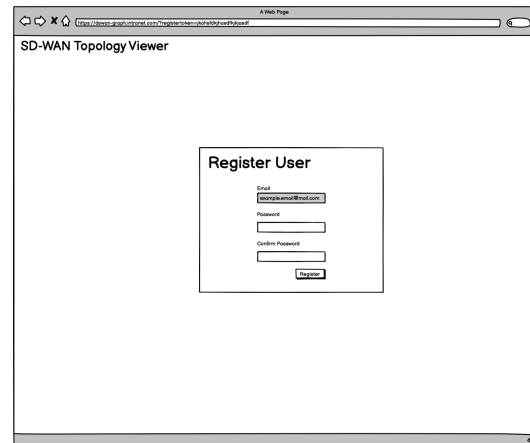 A Web Page
https://dswan-graph.intranet.com/?registertoken=jkahsfdkjhasdfkjkjasdf
SD-WAN Topology Viewer
Register User
Email
example.email@mail.com
Password
Confirm Password
Register